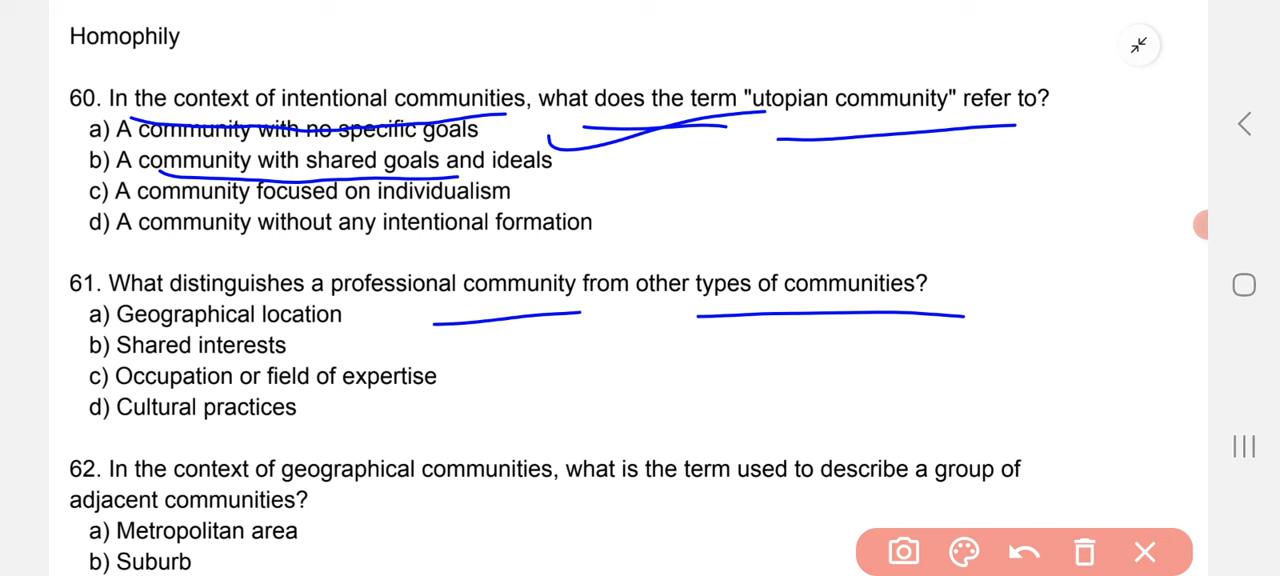 Homophily
60. In the context of intentional communities, what does the term "utopian community" refer to?
a) A community with no specific goals
b) A community with shared goals and ideals
c) A community focused on individualism
d) A community without any intentional formation
61. What distinguishes a professional community from other types of communities?
a) Geographical location
b) Shared interests
c) Occupation or field of expertise
d) Cultural practices
62. In the context of geographical communities, what is the term used to describe a group of
adjacent communities?
a) Metropolitan area
b) Suburb